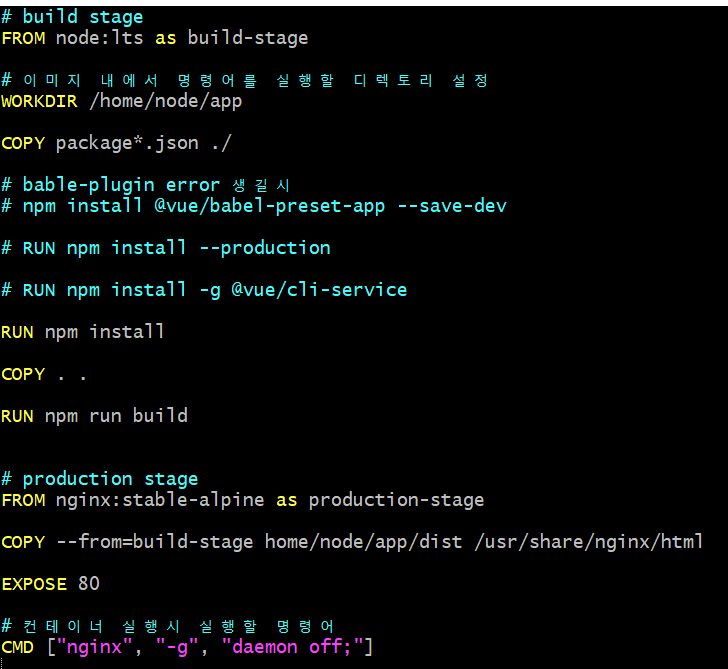 # build stage
FROM node:lts as build-stage
# 이미지 내에서 명령어를 실행할 디렉토리 설정
WORKDIR /home/node/app
COPY package*.json ./
# bable-plugin error 생길시
# npm install @vue/babel-preset-app --save-dev
# RUN npm install --production
# RUN npm install -g @vue/cli-service
RUN npm install
COPY . .
RUN npm run build
# production stage
FROM nginx:stable-alpine as production-stage
COPY --from=build-stage home/node/app/dist /usr/share/nginx/html
EXPOSE 80
# 컨테이너 실행시 실행할 명령어
CMD ["nginx", "-g", "daemon off;"]